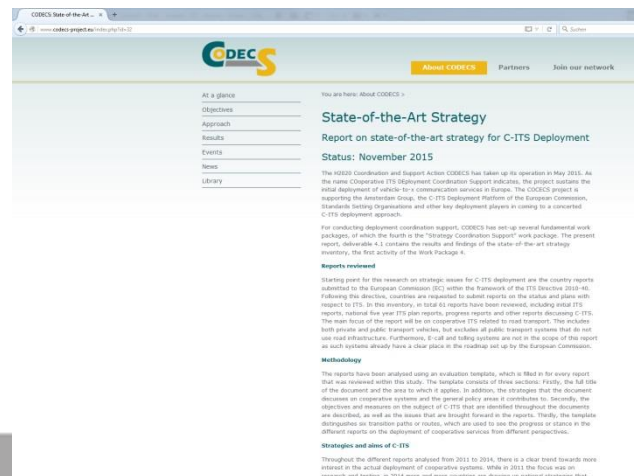 CODECS: State-of-the-Art ...
www.codecs-project.eu/index.php?id=32
Suchen
CODECS
About CODECS
Partners
Join our network
At a glance
Objectives
Approach
Results
Events
News
Library
You are here: About CODECS >
State-of-the-Art Strategy
Report on state-of-the-art strategy for C-ITS Deployment
Status: November 2015
The H2020 Coordination and Support Action CODECS has taken up its operation in May 2015. As
the name COoperative ITS DEployment Coordination Support indicates, the project sustains the
initial deployment of vehicle-to-x communication services in Europe. The COCECS project is
supporting the Amsterdam Group, the C-ITS Deployment Platform of the European Commission,
Standards Setting Organisations and other key deployment players in coming to a concerted
C-ITS deployment approach.
For conducting deployment coordination support, CODECS has set-up several fundamental work
packages, of which the fourth is the "Strategy Coordination Support" work package. The present
report, deliverable 4.1 contains the results and findings of the state-of-the-art strategy
inventory, the first activity of the Work Package 4.
Reports reviewed
Starting point for this research on strategic issues for C-ITS deployment are the country reports
submitted to the European Commission (EC) within the framework of the ITS Directive 2010-40.
Following this directive, countries are requested to submit reports on the status and plans with
respect to ITS. In this inventory, in total 61 reports have been reviewed, including initial ITS
reports, national five year ITS plan reports, progress reports and other reports discussing C-ITS.
The main focus of the report will be on cooperative ITS related to road transport. This includes
both private and public transport vehicles, but excludes all public transport systems that do not
use road infrastructure. Furthermore, E-call and tolling systems are not in the scope of this report
as such systems already have a clear place in the roadmap set up by the European Commission.
Methodology
The reports have been analysed using an evaluation template, which is filled in for every report
that was reviewed within this study. The template consists of three sections: Firstly, the full title
of the document and the area to which it applies. In addition, the strategies that the document
discusses on cooperative systems and the general policy areas it contributes to. Secondly, the
objectives and measures on the subject of C-ITS that are identified throughout the documents
are described, as well as the issues that are brought forward in the reports. Thirdly, the template
distinguishes six transition paths or routes, which are used to see the progress or stance in the
different reports on the deployment of cooperative services from different perspectives.
Strategies and aims of C-ITS
Throughout the different reports analysed from 2011 to 2014, there is a clear trend towards more
interest in the actual deployment of cooperative systems. While in 2011 the focus was on